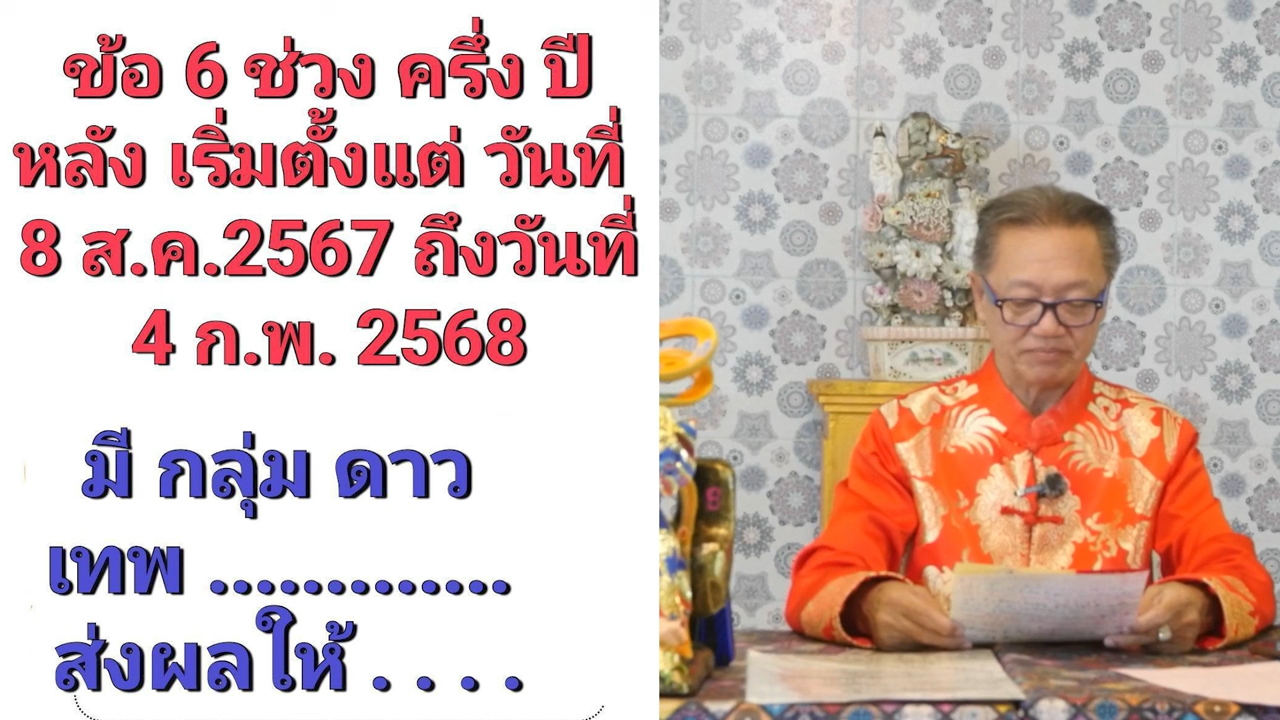 ข้อ 6 ช่วง ครึ่ง ปี
หลัง เริ่มตั้งแต่ วันที่
8 ส.ค.2567 ถึงวันที่
4 ก.พ. 2568
มี กลุ่ม ดาว
เทพ .............
ส่งผลให้ . . . .